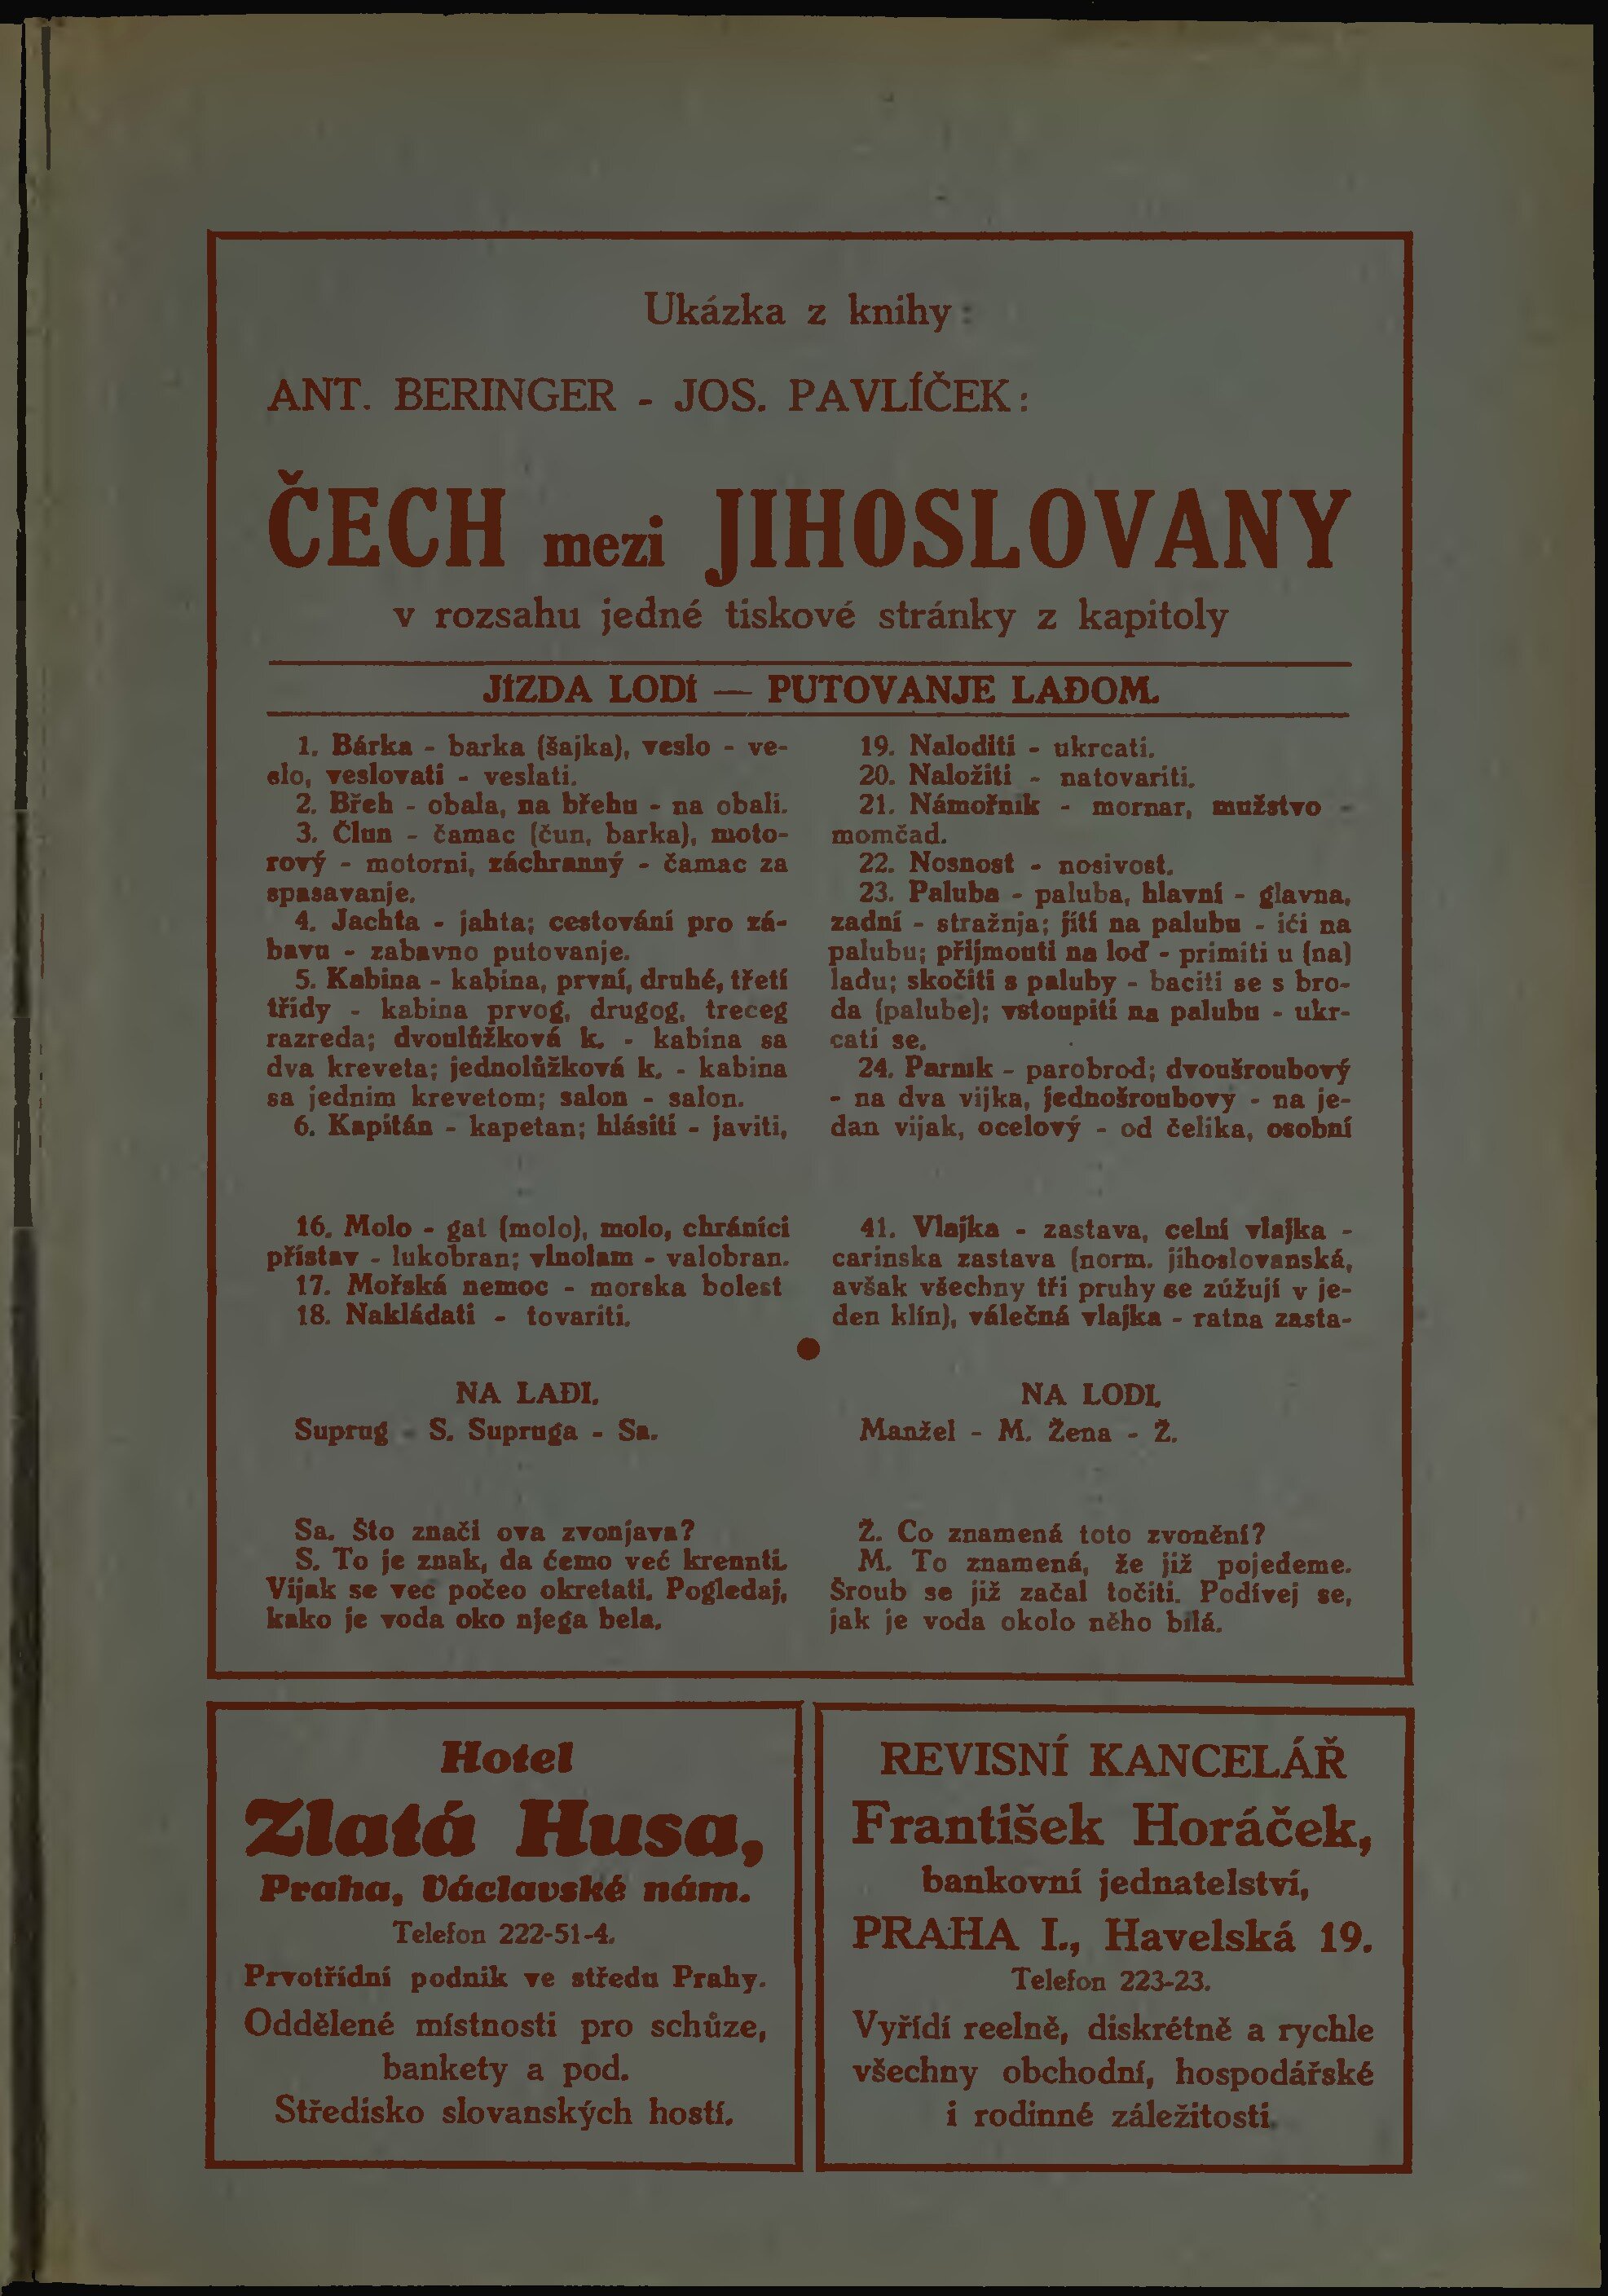 Ukázka z knihy:
ANT. BERINGER - JOS. PAVLÍČEK:
ČECH mezi JIHOSLOVANY
v rozsahu jedné tiskové stránky z kapitoly
JÍZDA LODÍ — PUTOVANJE LAĐOM.
1. Bárka - barka (šajka), veslo - ve-
slo, veslovati - veslati.
2. Břeh - obala, na břehu - na obali.
3. Člun - čamac (čun, barka), moto-
rový - motorni, záchranný - čamac za
spasavanje.
4. Jachta - jahta; cestování pro zá-
bavu - zabavno putovanje.
5. Kabina - kabina, první, druhé, třetí
třídy - kabina prvog, drugog, treceg
razreda; dvoulůžková k. - kabina sa
dva kreveta; jednolůžková k. - kabina
sa jednim krevetom; salon - salon.
6. Kapitán - kapetan; hlásiti - javiti,
16. Molo - gat (molo), molo, chránící
přístav - lukobran; vlnolam - valobran.
17. Mořská nemoc - morska bolest
18. Nakládati - tovariti.
19. Naloditi - ukrcati.
20. Naložiti - natovariti.
21. Námořník - mornar, mužstvo -
momčad.
22. Nosnost - nosivost.
23. Paluba - paluba, hlavní - glavna,
zadní - stražnja; jíti na palubu - ići na
palubu; přijmouti na loď - primiti u (na)
ladu; skočiti s paluby - baciti se s bro-
da (palube); vstoupiti na palubu - ukr-
cati se.
24. Parník - parobrod; dvoušroubový
- na dva vijka, jednošroubový - na je-
dan vijak, ocelový - od čelika, osobní
41. Vlajka - zastava, celní vlajka -
carinska zastava (norm. jihoslovanská,
avšak všechny tři pruhy se zúžují v je-
den klín), válečná vlajka - ratna zasta-
●
NA LAĐI.
Suprug - S. Supruga - Sa.
Sa. Što znači ova zvonjava?
S. To je znak, da ćemo već krennti.
Vijak se već počeo okretati. Pogledaj,
kako je voda oko njega bela.
NA LODI.
Manžel - M. Žena - Ž.
Ž. Co znamená toto zvonění?
M. To znamená, že již pojedeme.
Šroub se již začal točiti. Podívej se,
jak je voda okolo něho bílá.
Hotel
Zlatá Husa,
Praha, Václavské nám.
Telefon 222-51-4.
Prvotřídní podnik ve středu Prahy.
Oddělené místnosti pro schůze,
bankety a pod.
Středisko slovanských hostí.
REVISNÍ KANCELÁŘ
František Horáček,
bankovní jednatelství,
PRAHA I., Havelská 19.
Telefon 223-23.
Vyřídí reelně, diskrétně a rychle
všechny obchodní, hospodářské
i rodinné záležitosti.